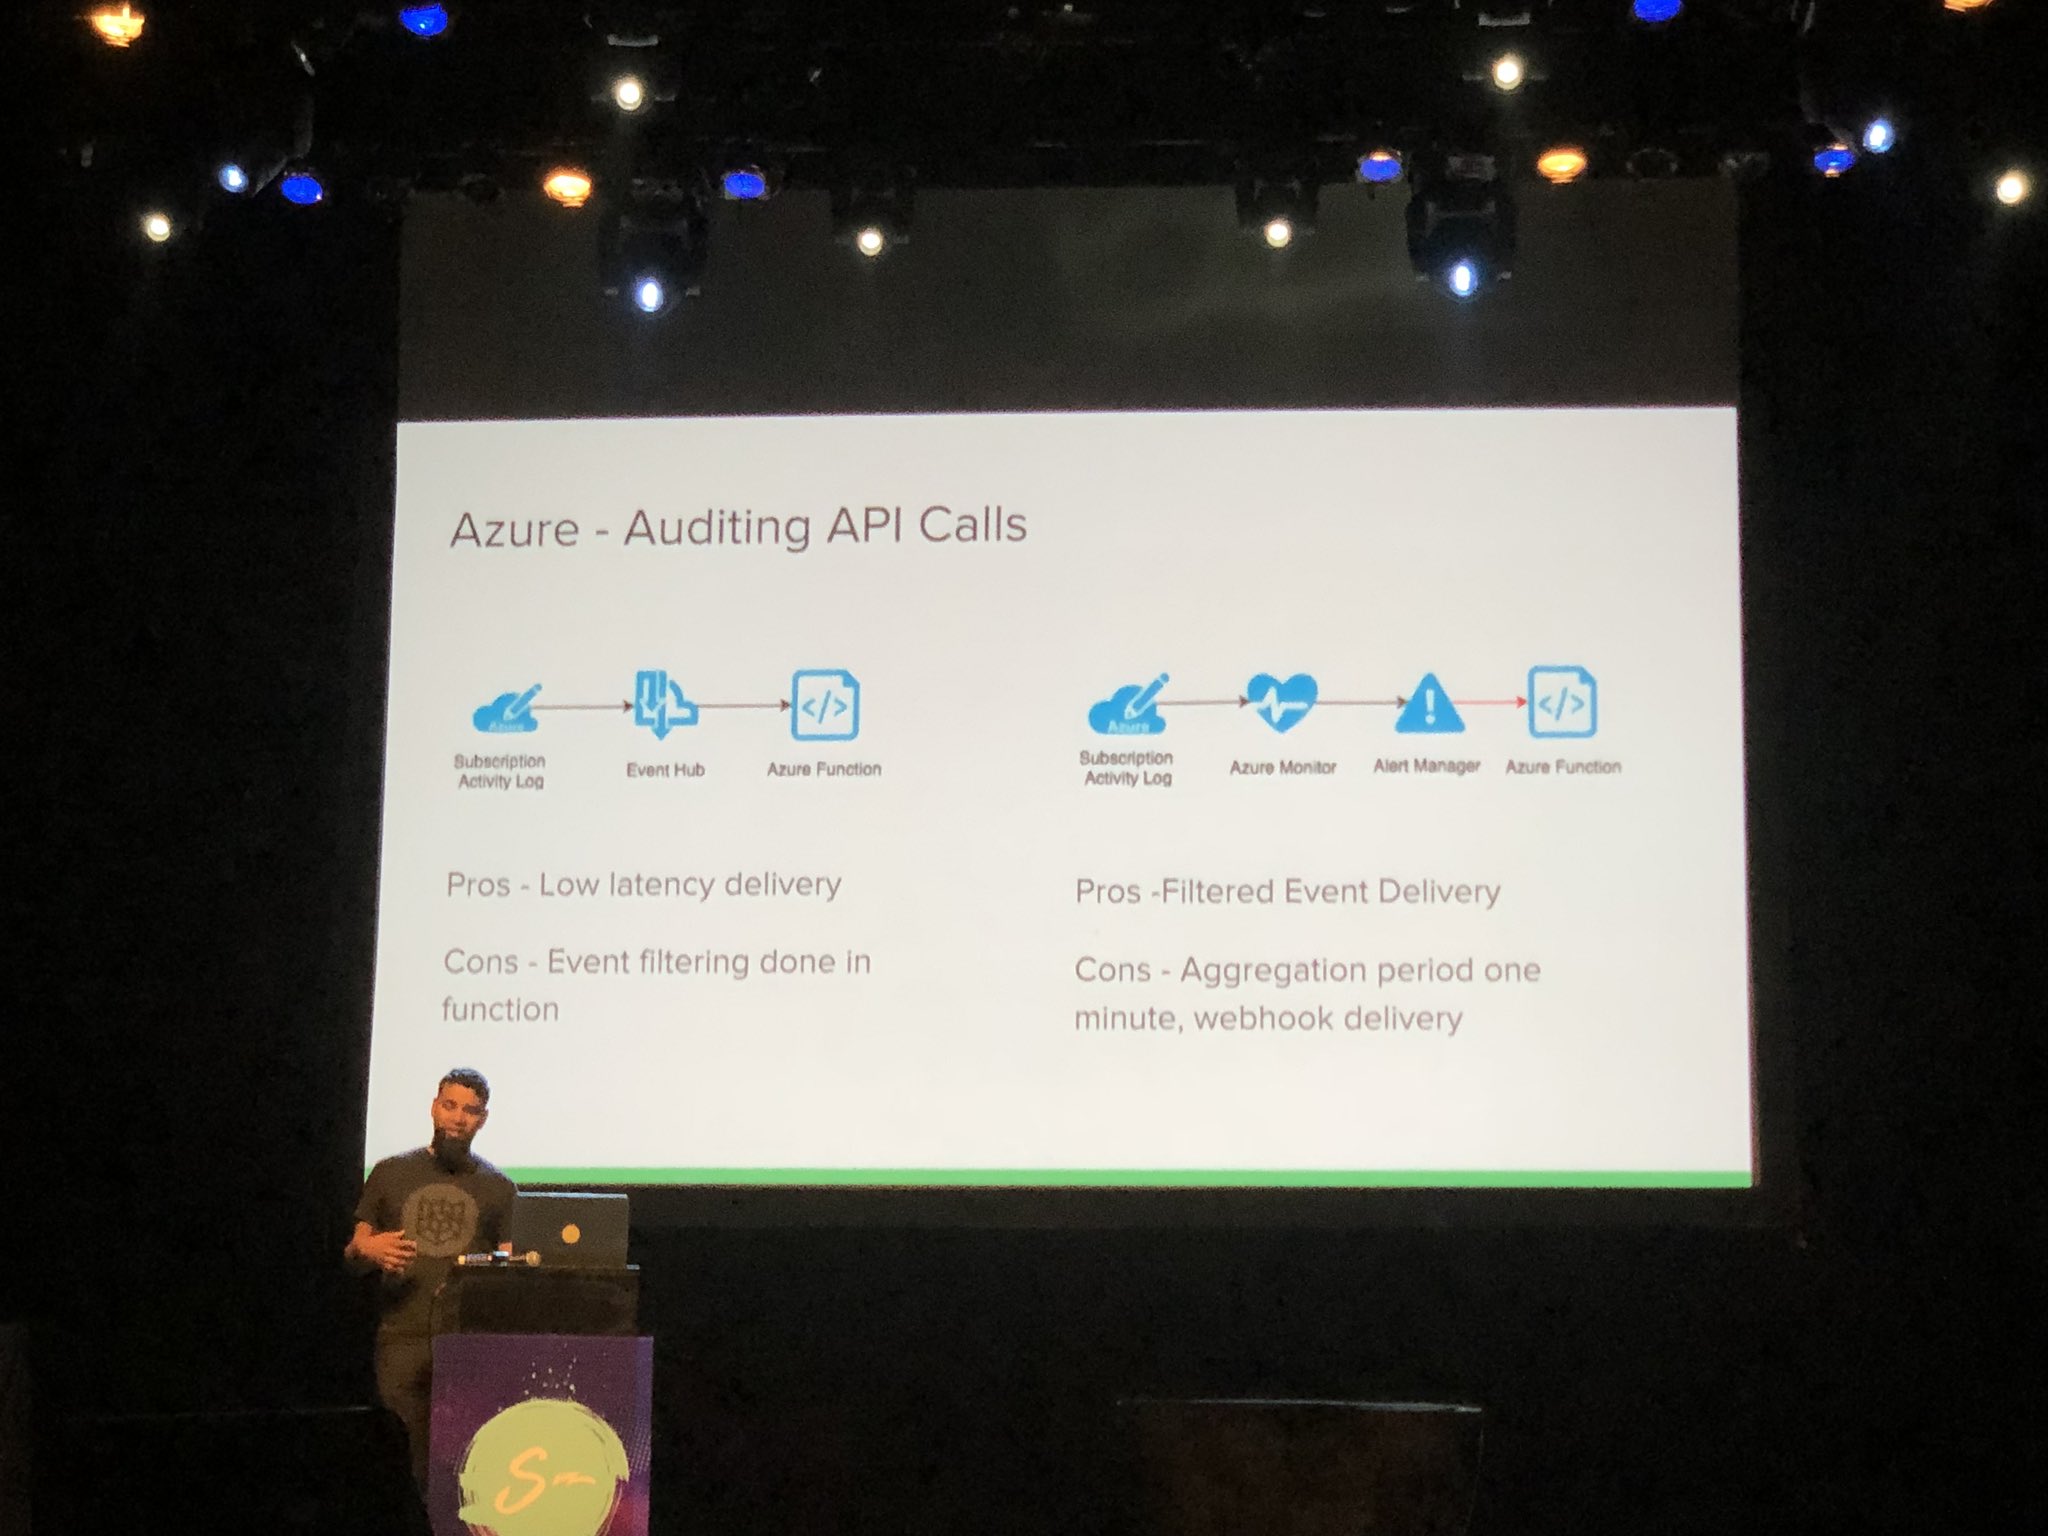 Azure - Auditing API Calls
Azure
Subscription
Activity Log
Event Hub
</>
Azure Function
Pros - Low latency delivery
Cons - Event filtering done in
function
Azure
Subscription
Activity Log
Azure Monitor
!
Alert Manager
</>
Azure Function
Pros -Filtered Event Delivery
Cons - Aggregation period one
minute, webhook delivery